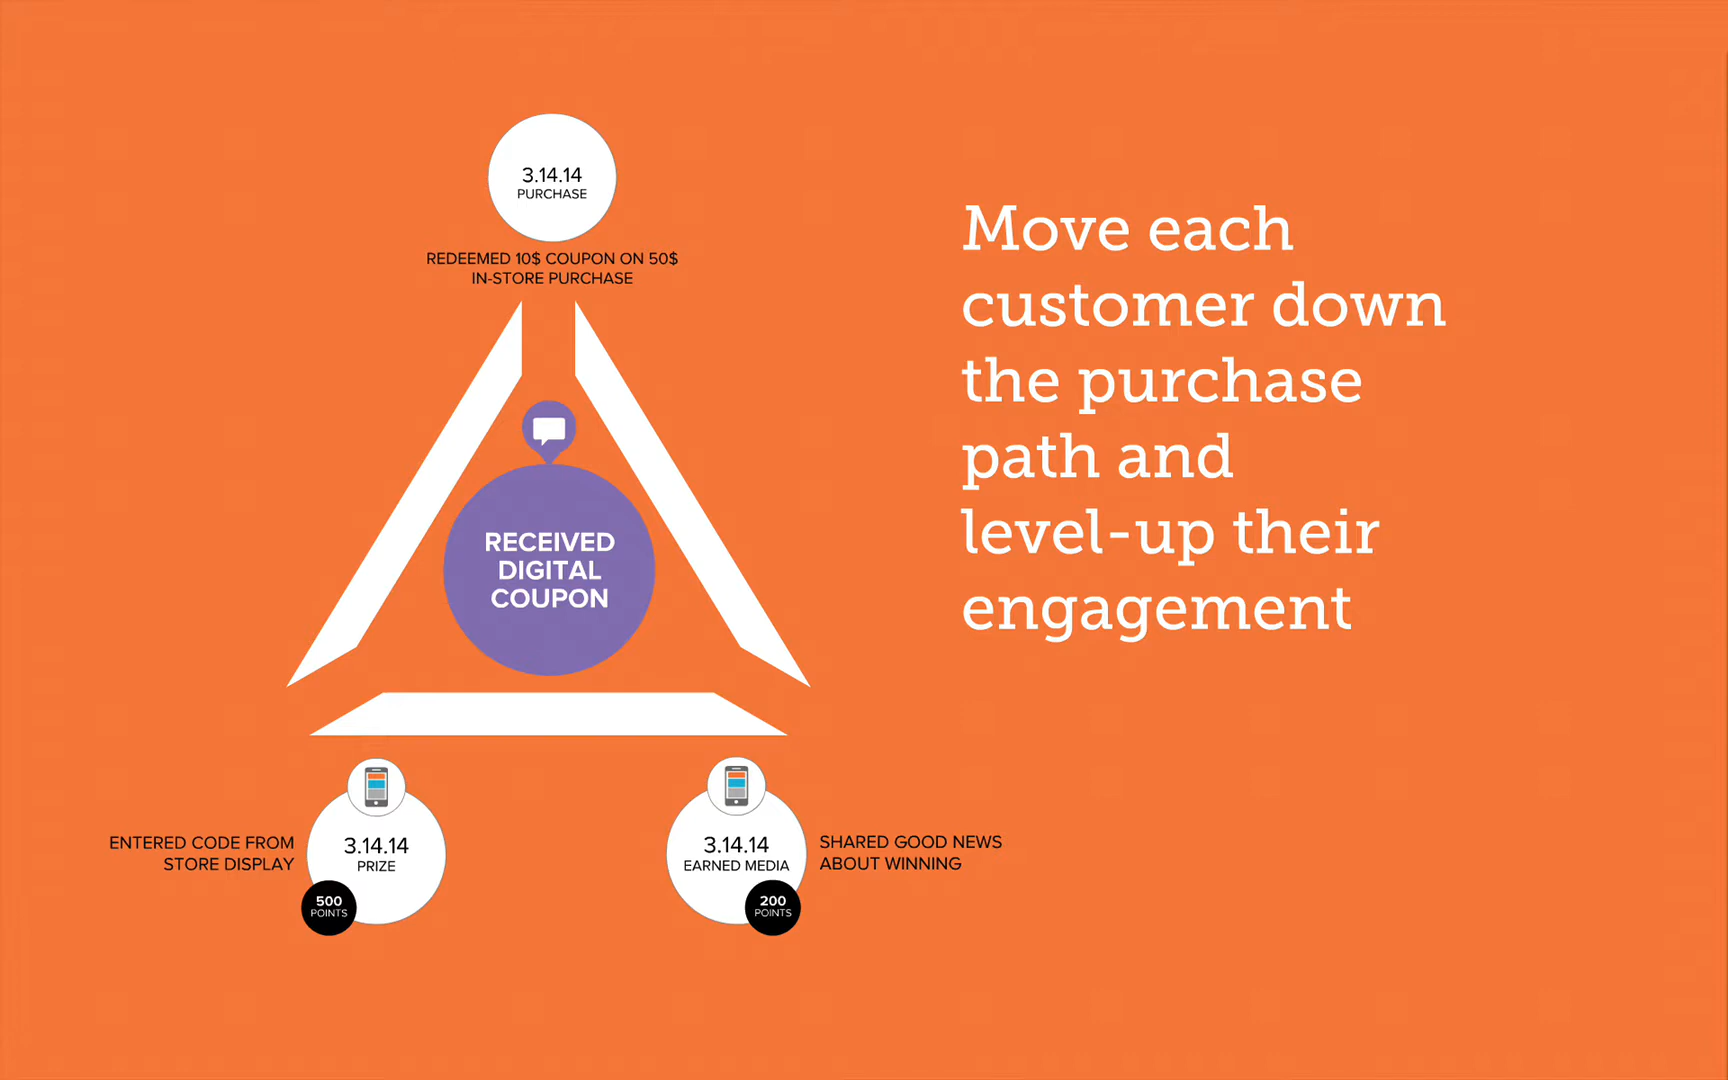 3.14.14
PURCHASE
REDEEMED 10$ COUPON ON 50$
IN-STORE PURCHASE
RECEIVED
DIGITAL
COUPON
ENTERED CODE FROM
STORE DISPLAY
3.14.14
PRIZE
500
POINTS
3.14.14
EARNED MEDIA
200
POINTS
SHARED GOOD NEWS
ABOUT WINNING
Move each
customer down
the purchase
path and
level-up their
engagement